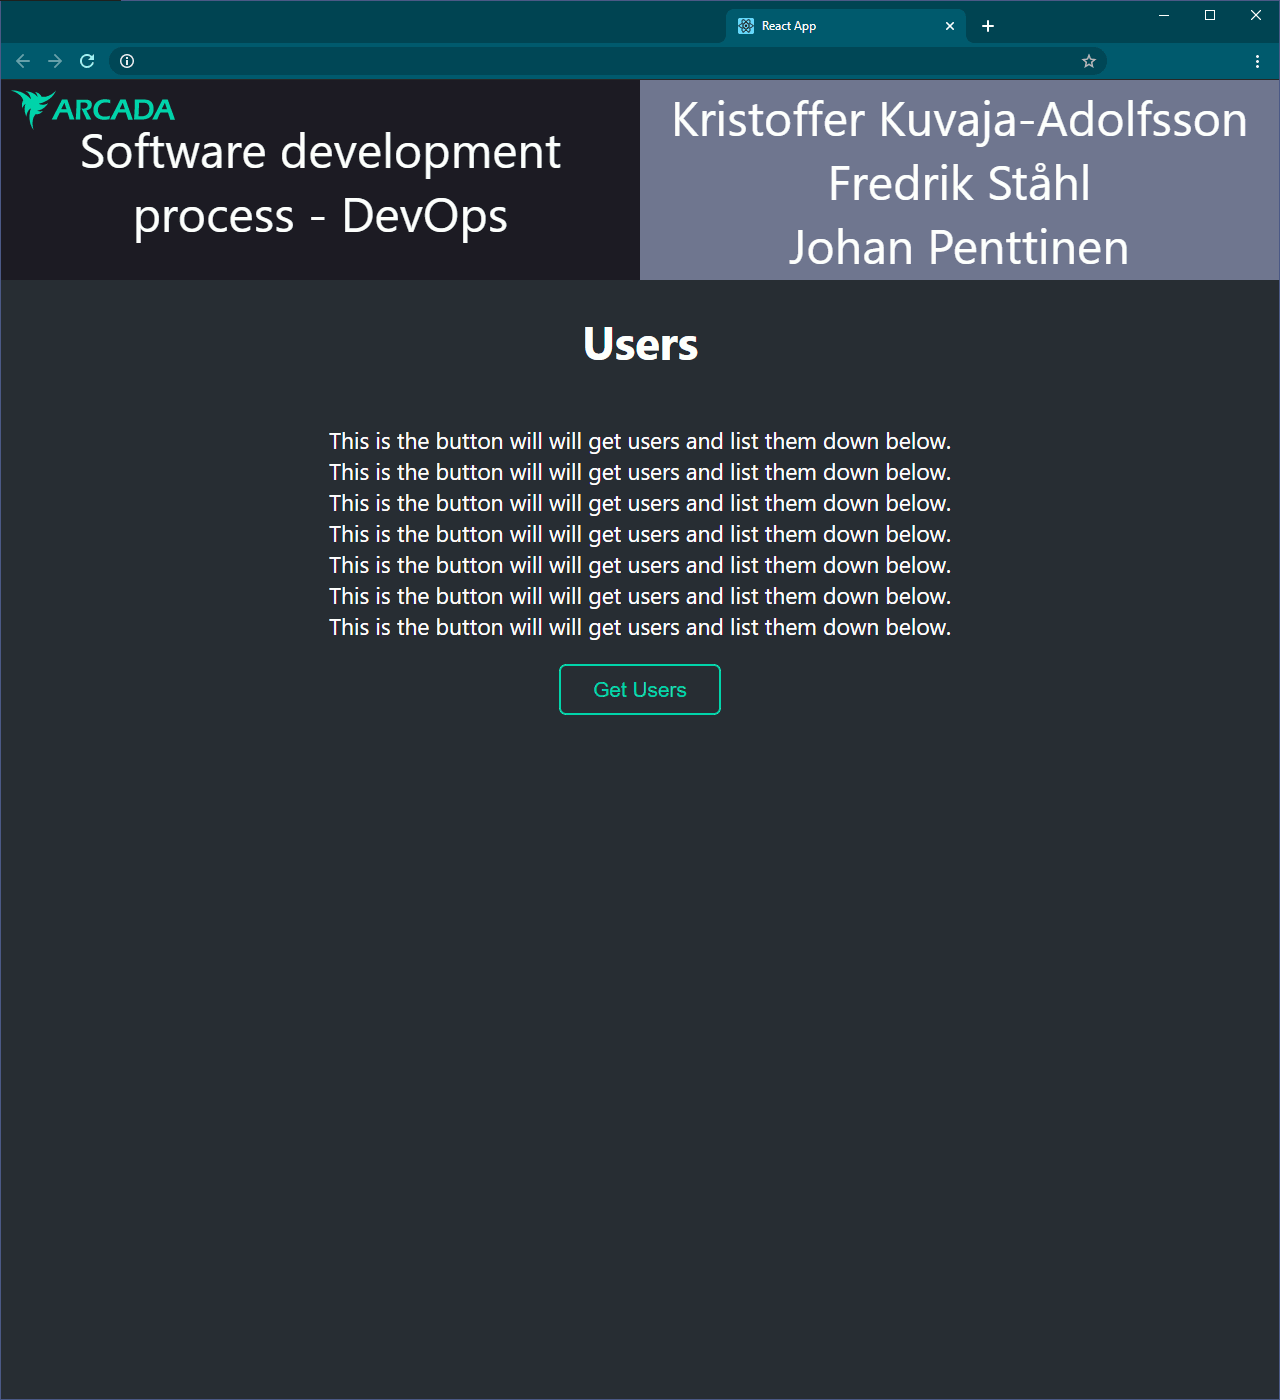 React App
ARCADA
Software development
process - DevOps
Kristoffer Kuvaja-Adolfsson
Fredrik Ståhl
Johan Penttinen
Users
This is the button will will get users and list them down below.
This is the button will will get users and list them down below.
This is the button will will get users and list them down below.
This is the button will will get users and list them down below.
This is the button will will get users and list them down below.
This is the button will will get users and list them down below.
This is the button will will get users and list them down below.
Get Users